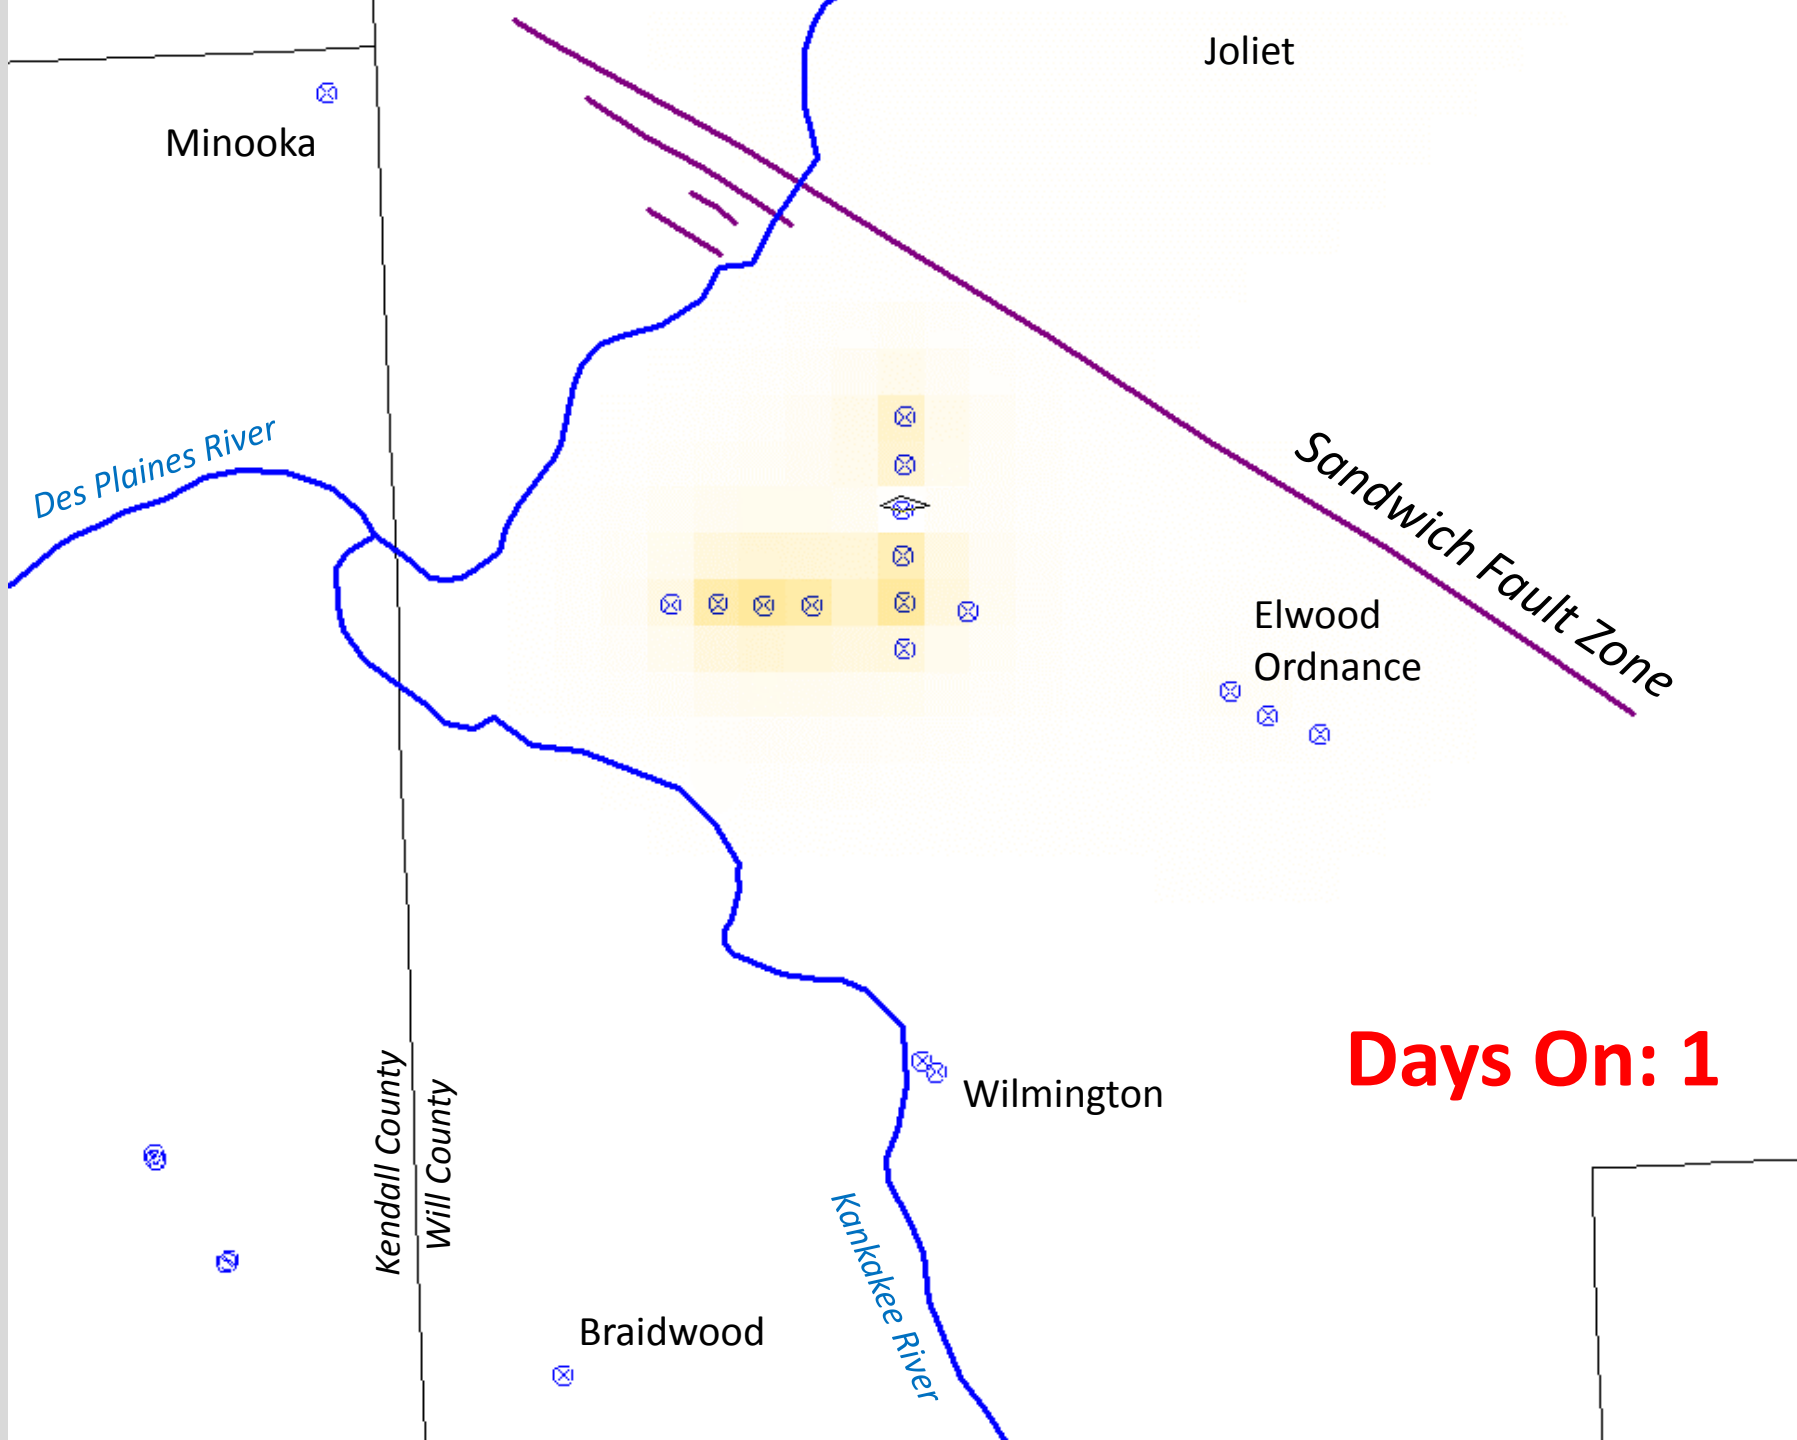 Joliet
Minooka
Des Plaines River
Sandwich Fault Zone
Elwood
Ordnance
Days On: 1
Wilmington
Kendall County
Will County
Kankakee River
Braidwood